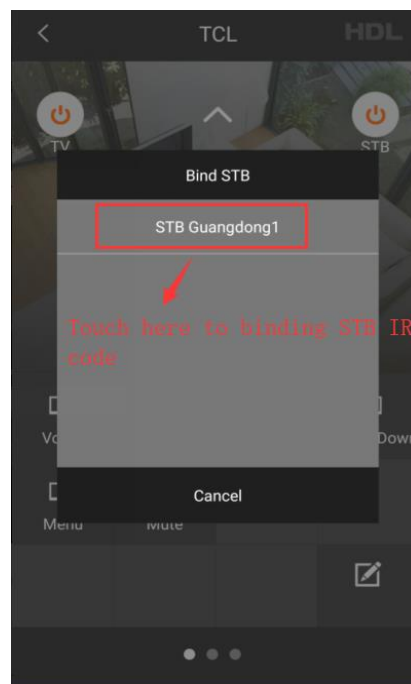 TCL
HDL
TV
STB
Bind STB
STB Guangdong1
Touch here to binding STB IR
code
Vo
Down
Cancel
Menu
Mute